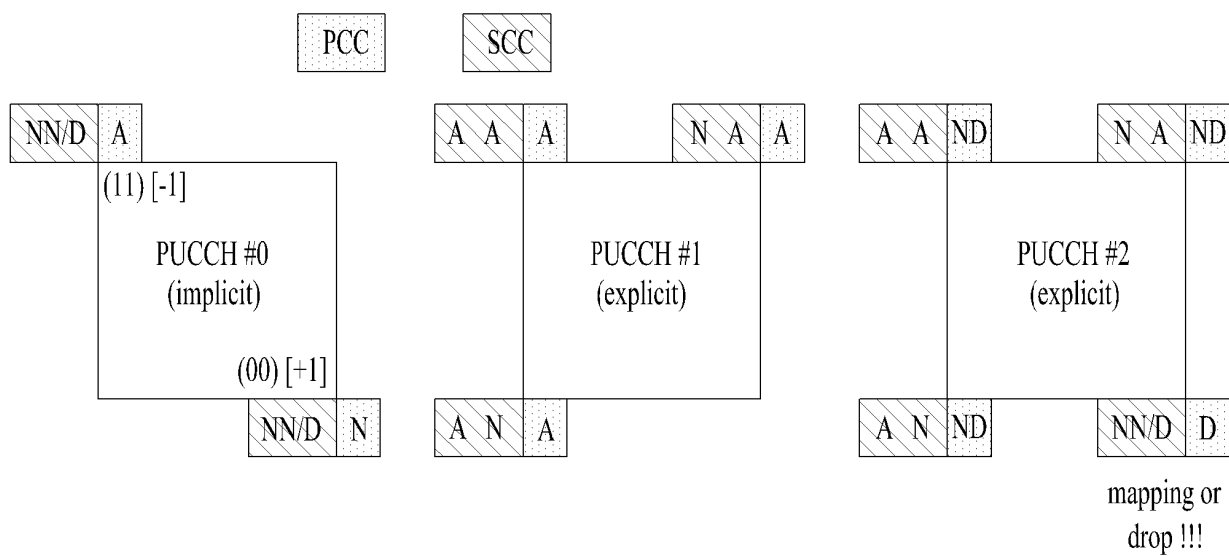 PCC SCC
NN/D A A A A N A A A A ND N A ND
(11) [-1]
PUCCH #0 PUCCH #1 PUCCH #2
(implicit) (explicit) (explicit)
(00) [+1]
NN/D N A N A A N ND NN/D D
mapping or
drop !!!